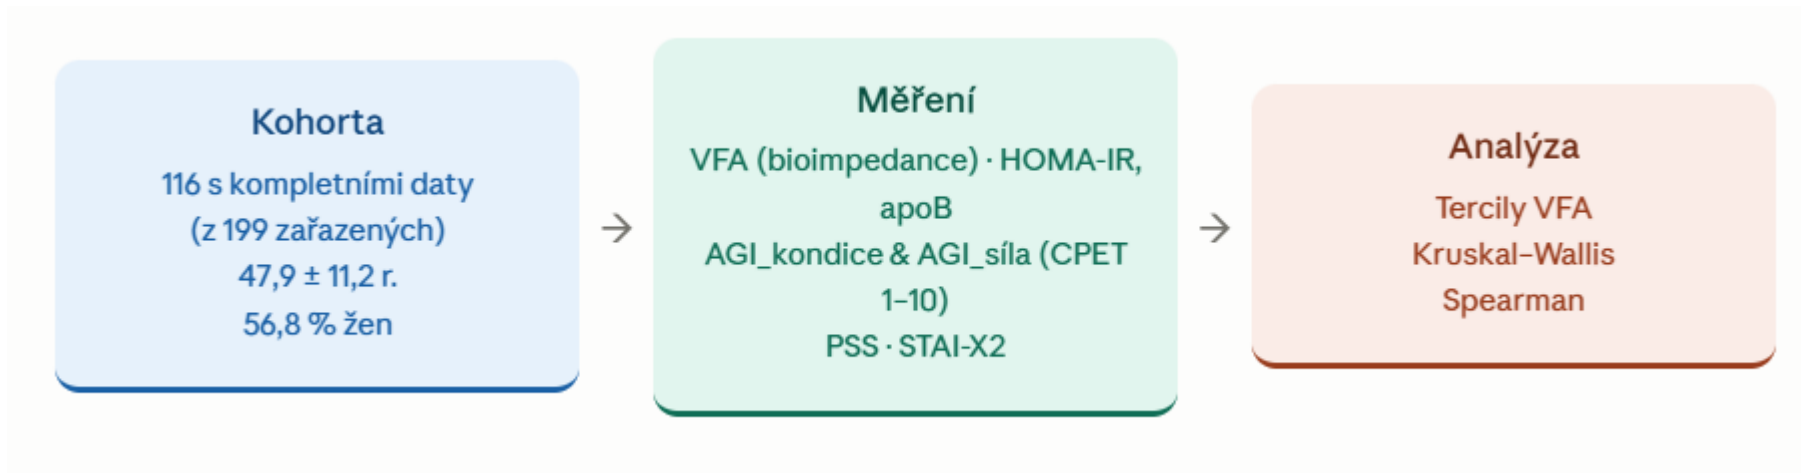 Kohorta
116 s kompletními daty
(z 199 zařazených)
47,9 ± 11,2 r.
56,8 % žen
→
Měření
VFA (bioimpedance) · HOMA-IR,
apoB
AGI_kondice & AGI_síla (CPET
1–10)
PSS · STAI-X2
→
Analýza
Tercily VFA
Kruskal–Wallis
Spearman